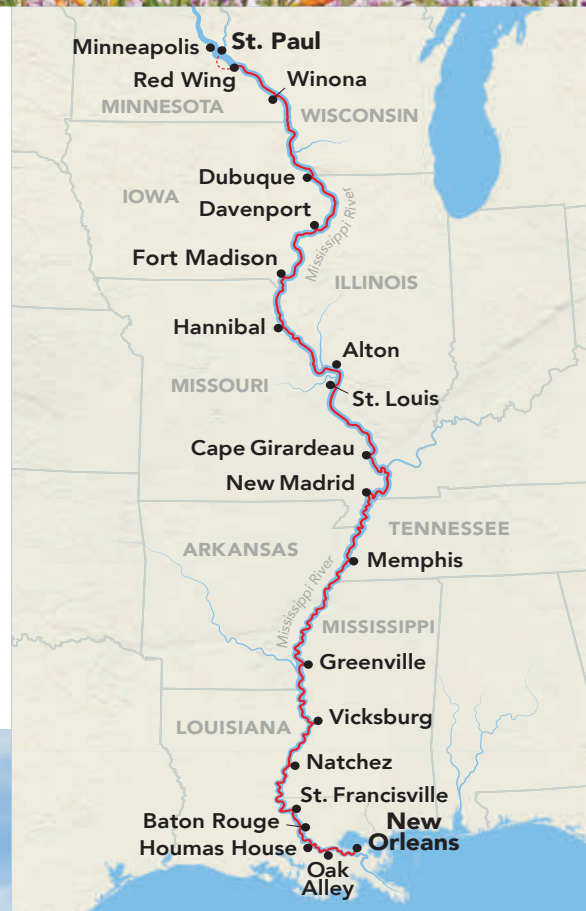 Minneapolis
St. Paul
Red Wing
Winona
MINNESOTA
WISCONSIN
Dubuque
IOWA
Davenport
Mississippi River
Fort Madison
ILLINOIS
Hannibal
Alton
MISSOURI
St. Louis
Cape Girardeau
New Madrid
TENNESSEE
ARKANSAS
Memphis
Mississippi River
MISSISSIPPI
Greenville
LOUISIANA
Vicksburg
Natchez
St. Francisville
Baton Rouge
New
Orleans
Houmas House
Oak
Alley